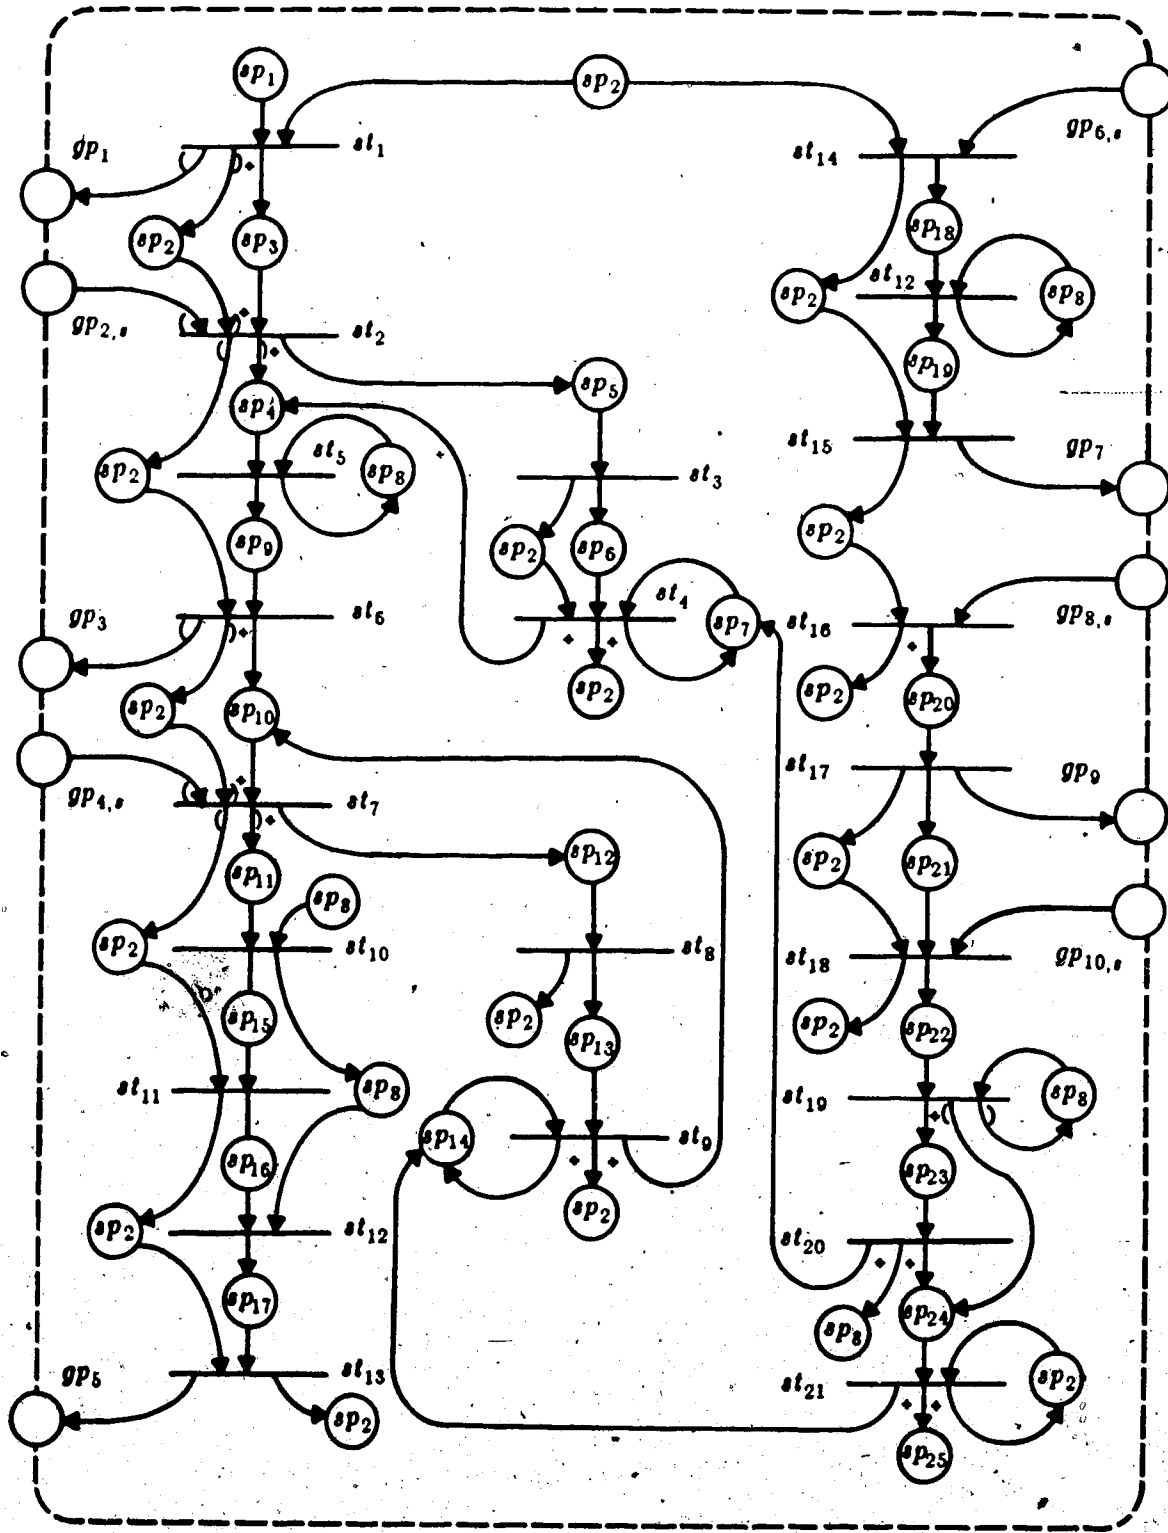 sp1
sp2
gp1
st1
gp6,s
st14
sp2
sp3
sp18
gp2,s
st2
sp2
st12
sp8
sp4
sp5
sp19
sp2
st5
sp8
st3
st15
gp7
sp9
sp2
sp6
sp2
gp3
st6
st4
sp7
st16
gp8,s
sp2
sp10
sp2
sp2
sp20
gp4,s
st7
st17
gp9
sp11
sp12
sp2
sp21
sp8
sp2
st10
st8
st18
gp10,s
sp15
sp2
sp13
sp2
sp22
st11
sp8
st19
sp8
sp14
st9
sp16
sp23
sp2
st12
sp2
st20
sp17
sp24
sp8
gp5
st13
st21
sp2
sp2
sp25